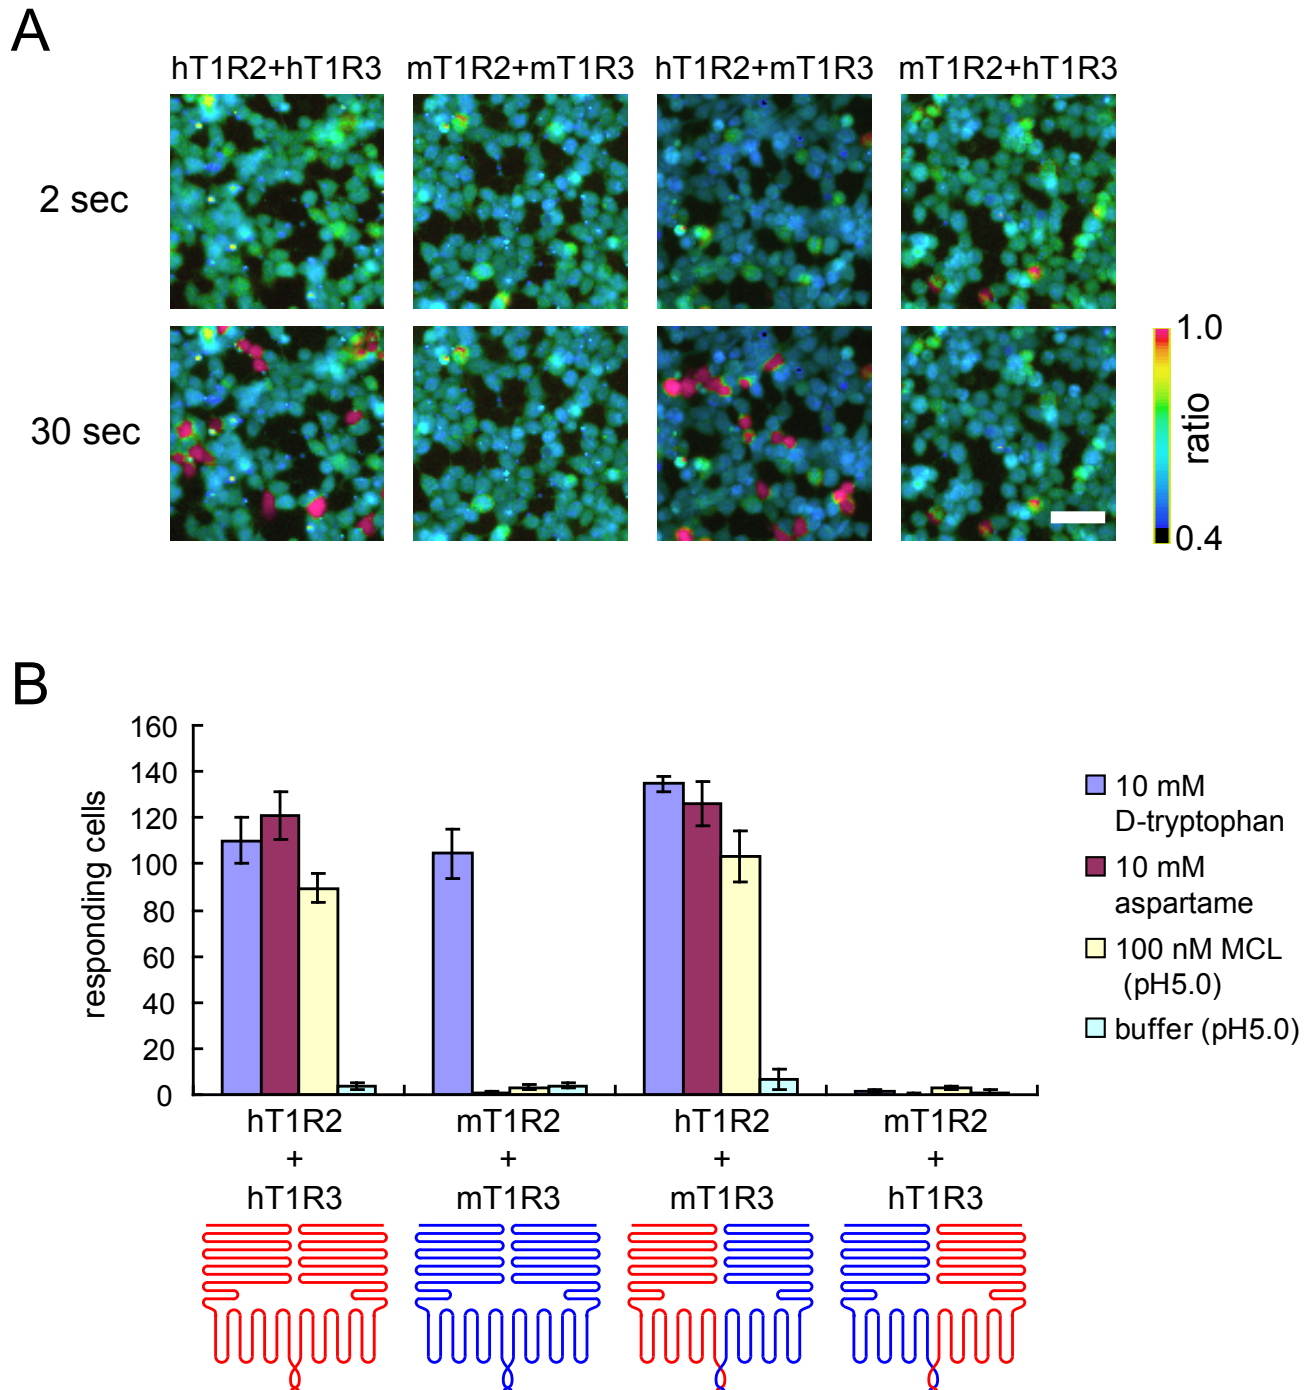 A
hT1R2+hT1R3 mT1R2+mT1R3 hT1R2+mT1R3 mT1R2+hT1R3
2 sec
30 sec
1.0
ratio
0.4
B
160
140
120
100
80
60
40
20
0
responding cells
10 mM
D-tryptophan
10 mM
aspartame
100 nM MCL
(pH5.0)
buffer (pH5.0)
hT1R2 mT1R2 hT1R2 mT1R2
+ + + +
hT1R3 mT1R3 mT1R3 hT1R3